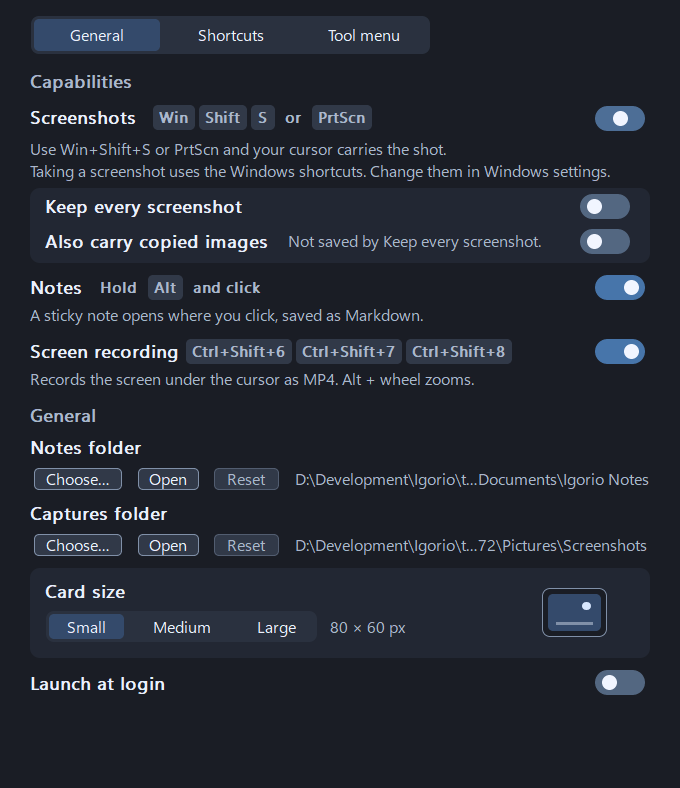 General Shortcuts Tool menu
Capabilities
Screenshots Win Shift S or PrtScn
Use Win+Shift+S or PrtScn and your cursor carries the shot.
Taking a screenshot uses the Windows shortcuts. Change them in Windows settings.
Keep every screenshot
Also carry copied images Not saved by Keep every screenshot.
Notes Hold Alt and click
A sticky note opens where you click, saved as Markdown.
Screen recording Ctrl+Shift+6 Ctrl+Shift+7 Ctrl+Shift+8
Records the screen under the cursor as MP4. Alt + wheel zooms.
General
Notes folder
Choose... Open Reset D:\Development\Igorio\t...Documents\Igorio Notes
Captures folder
Choose... Open Reset D:\Development\Igorio\t...72\Pictures\Screenshots
Card size
Small Medium Large 80 × 60 px
Launch at login